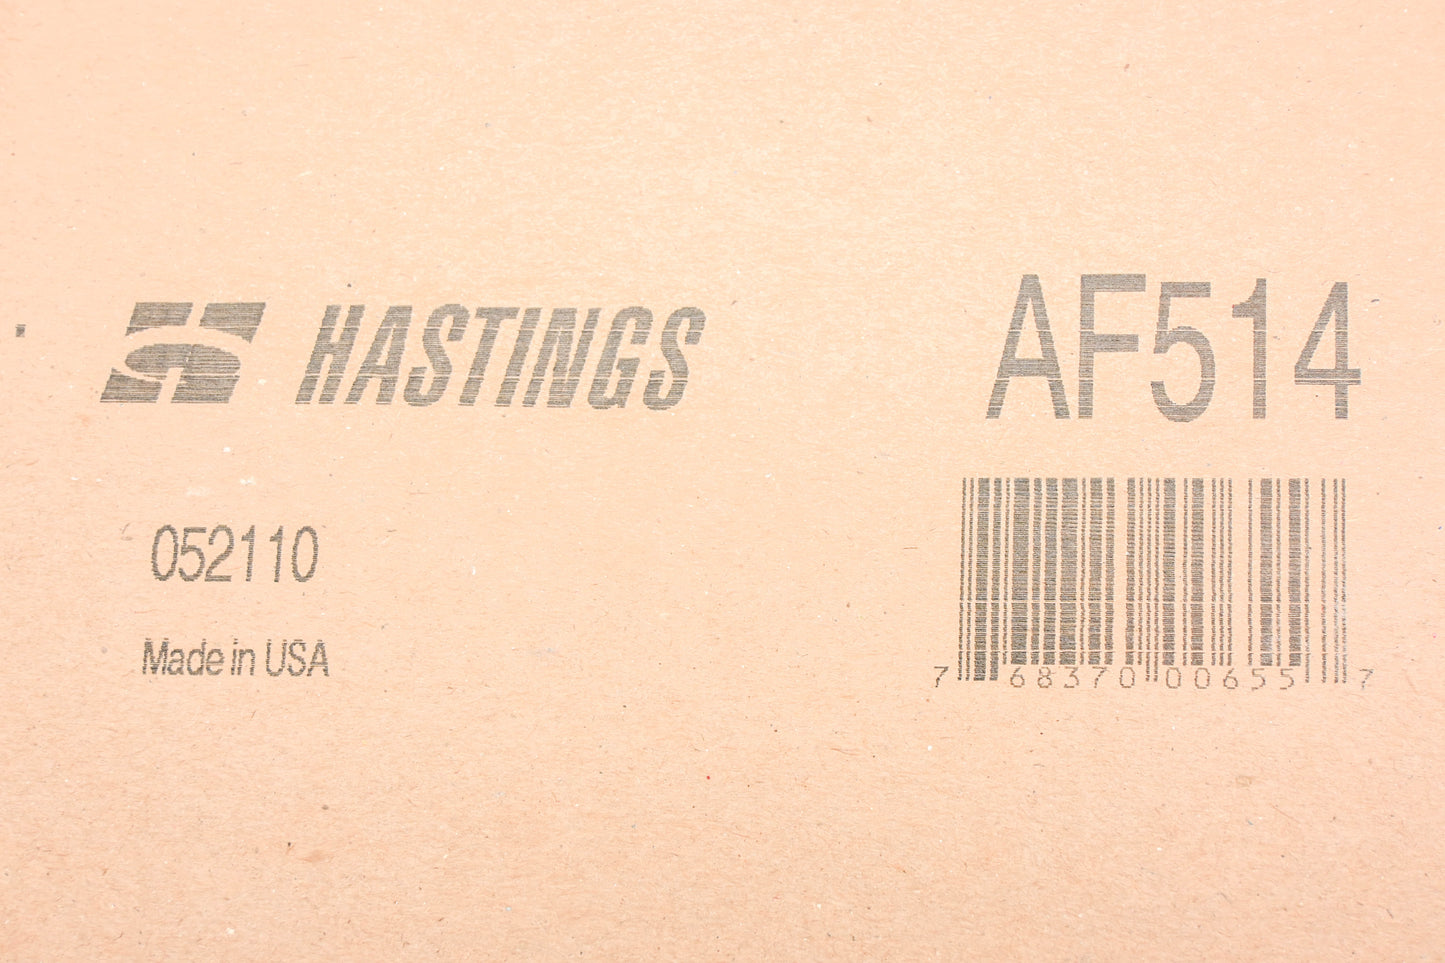 HASTINGS
AF514
052110
Made in USA
7 68370 00655 7